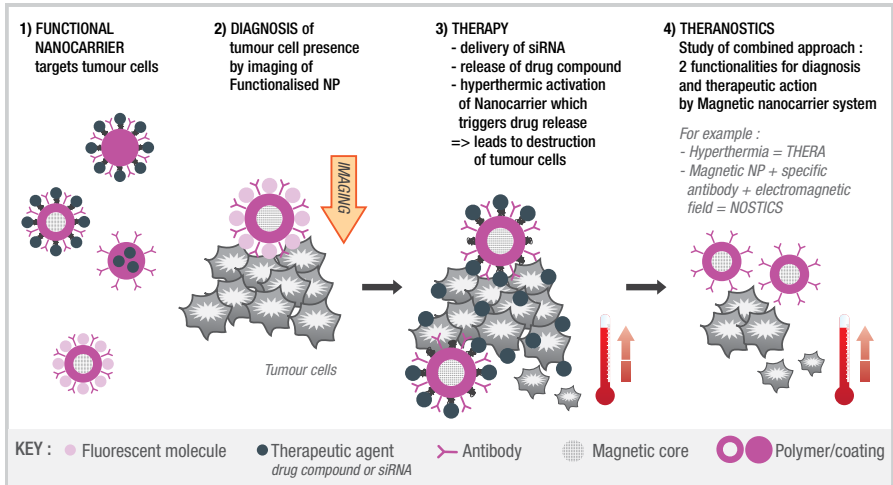 1) FUNCTIONAL
NANOCARRIER
targets tumour cells
2) DIAGNOSIS of
tumour cell presence
by imaging of
Functionalised NP
IMAGING
Tumour cells
3) THERAPY
- delivery of siRNA
- release of drug compound
- hyperthermic activation
of Nanocarrier which
triggers drug release
=> leads to destruction
of tumour cells
4) THERANOSTICS
Study of combined approach :
2 functionalities for diagnosis
and therapeutic action
by Magnetic nanocarrier system
For example :
- Hyperthermia = THERA
- Magnetic NP + specific
antibody + electromagnetic
field = NOSTICS
KEY : Fluorescent molecule Therapeutic agent Antibody Magnetic core Polymer/coating
drug compound or siRNA